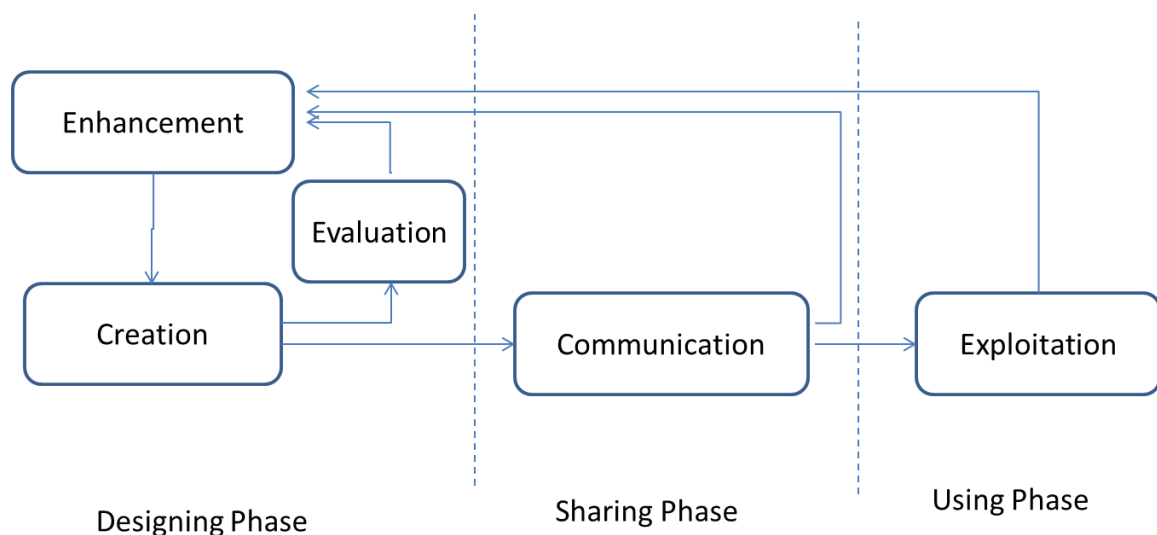 Enhancement
Evaluation
Creation
Communication
Exploitation
Designing Phase
Sharing Phase
Using Phase